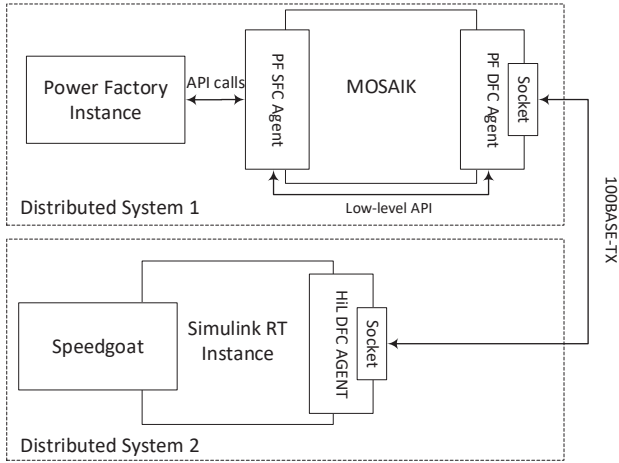 Power Factory
Instance
API calls
PF SFC Agent
MOSAIK
PF DFC Agent
Socket
Low-level API
Distributed System 1
100BASE-TX
Speedgoat
Simulink RT
Instance
HiL DFC AGENT
Socket
Distributed System 2